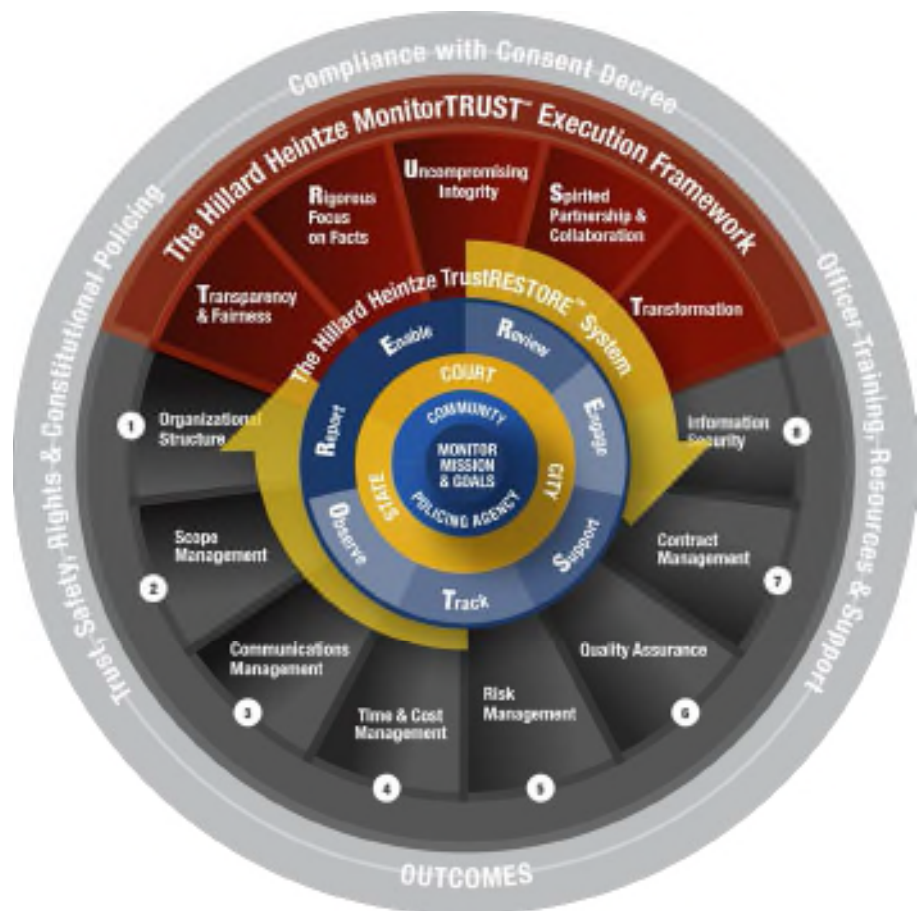 Compliance with Consent Decree
Trust, Safety, Rights & Constitutional Policing
Officer Training, Resources & Support
OUTCOMES
The Hillard Heintze MonitorTRUST™ Execution Framework
Transparency
& Fairness
Rigorous
Focus
on Facts
Uncompromising
Integrity
Spirited
Partnership &
Collaboration
Transformation
The Hillard Heintze TrustRESTORE™ System
Review
Engage
Support
Track
Observe
Report
Enable
COURT
CITY
STATE
COMMUNITY
MONITOR
MISSION
& GOALS
POLICING AGENCY
1
Organizational
Structure
2
Scope
Management
3
Communications
Management
4
Time & Cost
Management
5
Risk
Management
6
Quality Assurance
7
Contract
Management
8
Information
Security